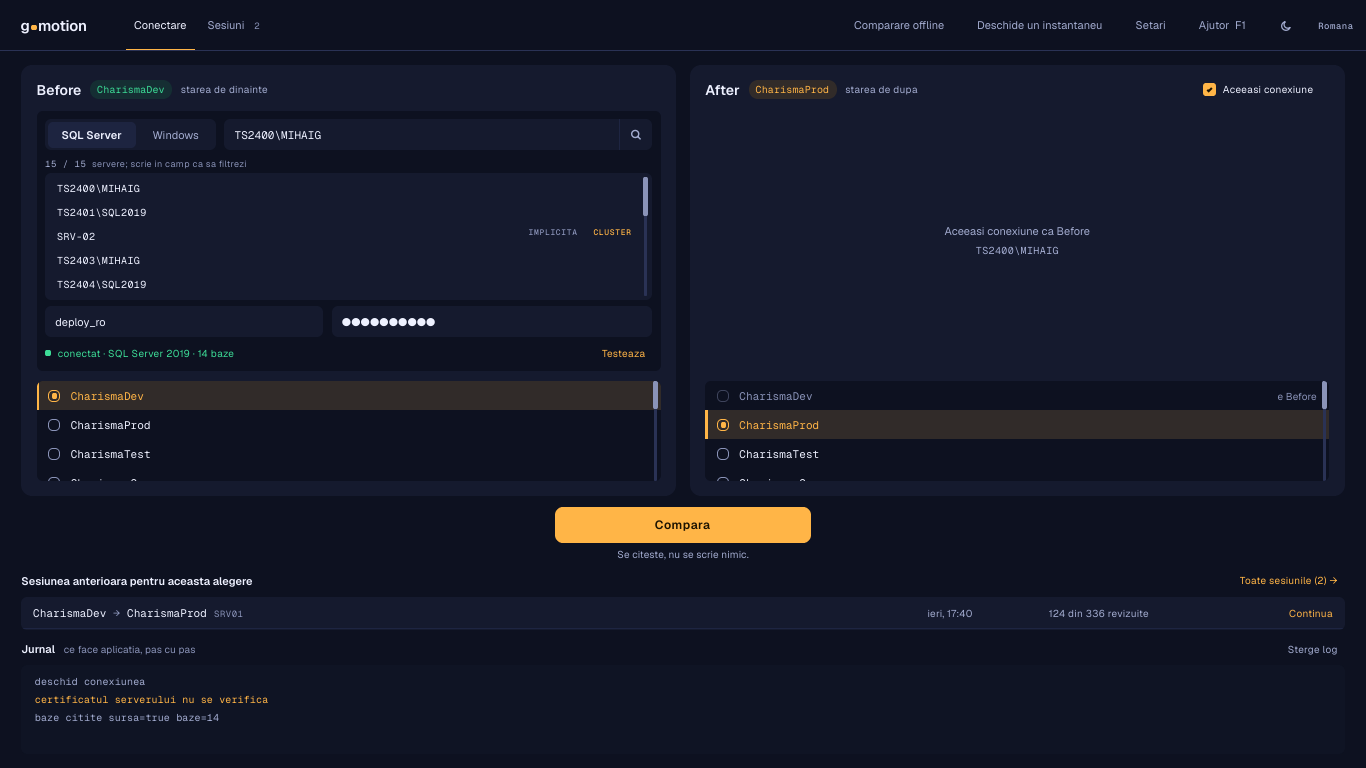 gomotion
Conectare
Sesiuni 2
Comparare offline
Deschide un instantaneu
Setari
Ajutor F1
Romana
Before CharismaDev starea de dinainte
SQL Server
Windows
TS2400\MIHAIG
15 / 15 servere; scrie in camp ca sa filtrezi
TS2400\MIHAIG
TS2401\SQL2019
SRV-02 IMPLICITA CLUSTER
TS2403\MIHAIG
TS2404\SQL2019
deploy_ro
conectat · SQL Server 2019 · 14 baze
Testeaza
CharismaDev
CharismaProd
CharismaTest
After CharismaProd starea de dupa
Aceeasi conexiune
Aceeasi conexiune ca Before
TS2400\MIHAIG
CharismaDev e Before
CharismaProd
CharismaTest
Compara
Se citeste, nu se scrie nimic.
Sesiunea anterioara pentru aceasta alegere
Toate sesiunile (2) →
CharismaDev → CharismaProd SRV01 ieri, 17:40 124 din 336 revizuite Continua
Jurnal ce face aplicatia, pas cu pas
Sterge log
deschid conexiunea
certificatul serverului nu se verifica
baze citite sursa=true baze=14